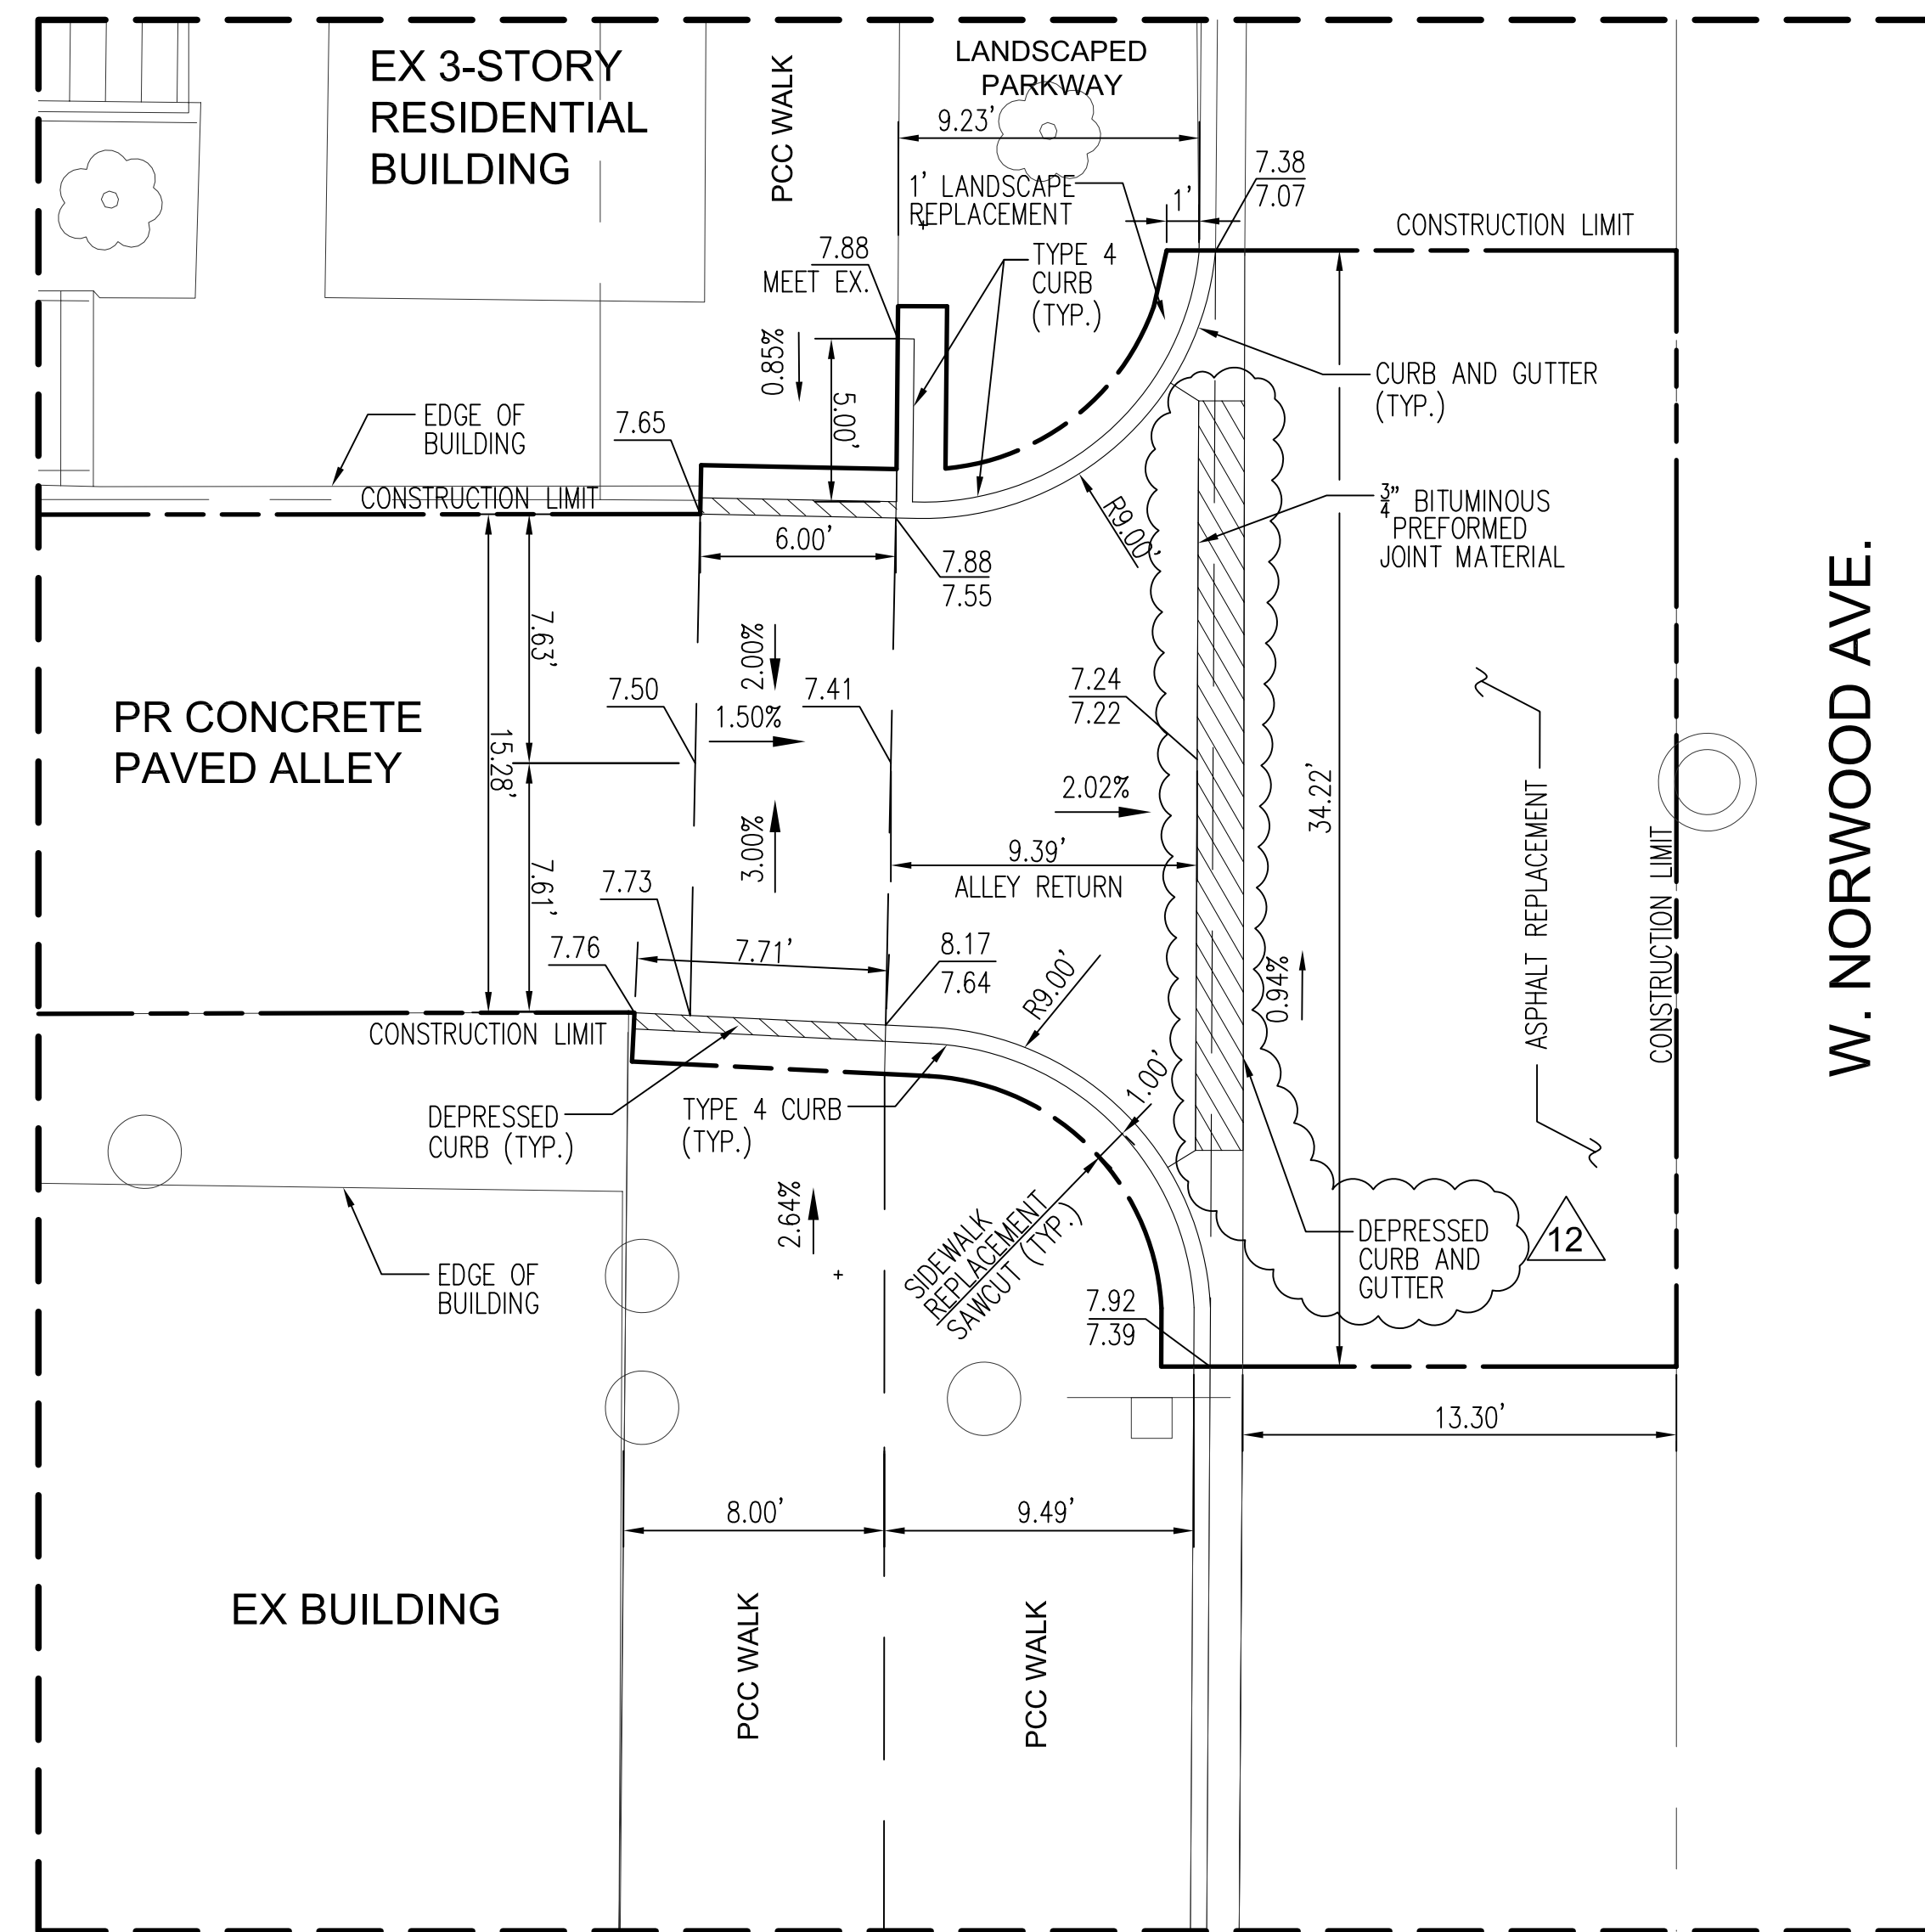 EX 3-STORY
RESIDENTIAL
BUILDING
PCC WALK
LANDSCAPED
PARKWAY
9.23'
1' LANDSCAPE
REPLACEMENT
1'
7.38
7.07
CONSTRUCTION LIMIT
7.88
MEET EX.
TYPE 4
CURB
(TYP.)
0.85%
5.00'
CURB AND GUTTER
(TYP.)
EDGE OF
BUILDING
7.65
CONSTRUCTION LIMIT
6.00'
R9.00'
3/4" BITUMINOUS
PREFORMED
JOINT MATERIAL
7.88
7.55
7.63'
15.28'
7.61'
PR CONCRETE
PAVED ALLEY
7.50
2.00%
1.50%
7.41
7.24
7.22
2.02%
3.00%
9.39'
ALLEY RETURN
34.22'
ASPHALT REPLACEMENT
CONSTRUCTION LIMIT
W. NORWOOD AVE.
7.73
7.76
7.71'
8.17
7.64
R9.00'
0.94%
CONSTRUCTION LIMIT
DEPRESSED
CURB (TYP.)
TYPE 4 CURB
(TYP.)
1.00'
2.64%
SIDEWALK
REPLACEMENT
SAWCUT (TYP.)
EDGE OF
BUILDING
DEPRESSED
CURB AND
GUTTER
12
7.92
7.39
13.30'
8.00'
9.49'
EX BUILDING
PCC WALK
PCC WALK